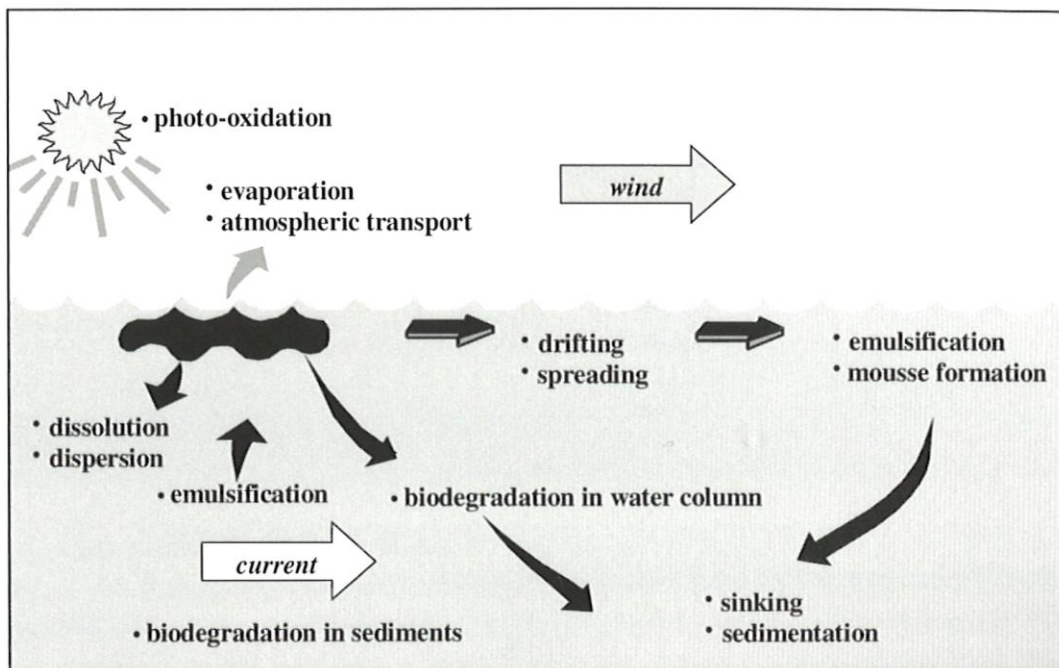 • photo-oxidation
• evaporation
• atmospheric transport
wind
• drifting
• spreading
• emulsification
• mousse formation
• dissolution
• dispersion
• emulsification
• biodegradation in water column
current
• sinking
• sedimentation
• biodegradation in sediments